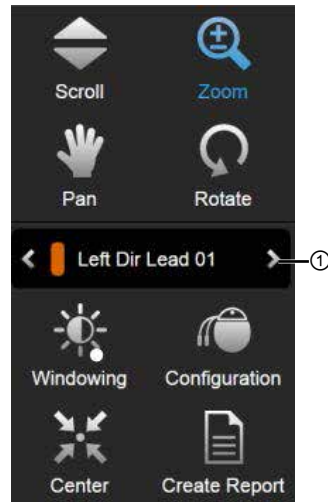 Scroll Zoom
Pan Rotate
Left Dir Lead 01 ①
Windowing Configuration
Center Create Report